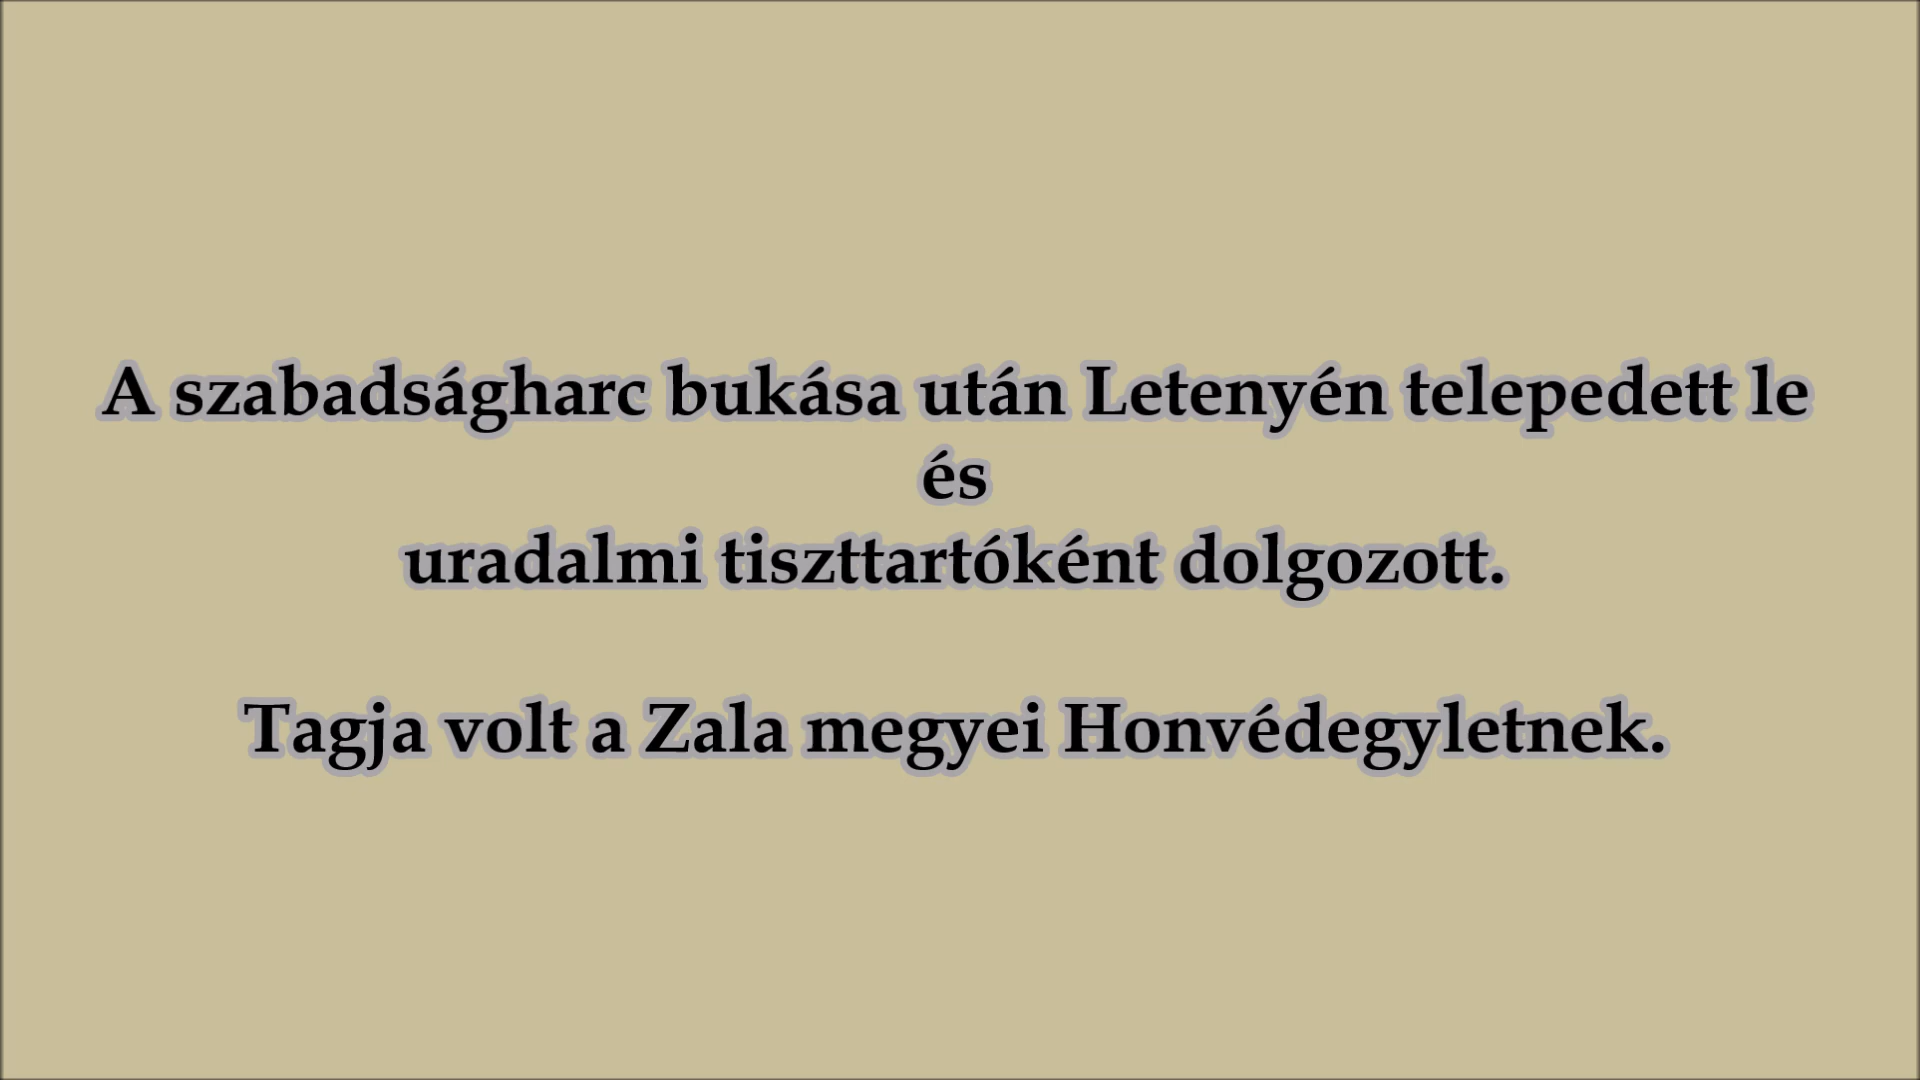 A szabadságharc bukása után Letenyén telepedett le
és
uradalmi tiszttartóként dolgozott.
Tagja volt a Zala megyei Honvédegyletnek.